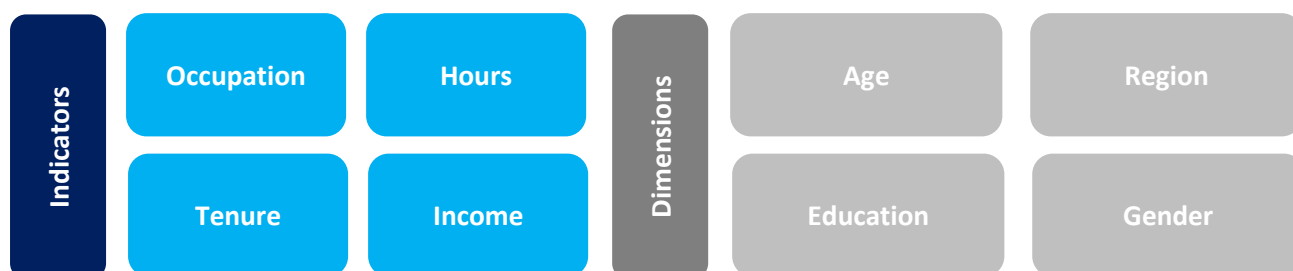 Indicators
Occupation
Hours
Tenure
Income
Dimensions
Age
Region
Education
Gender